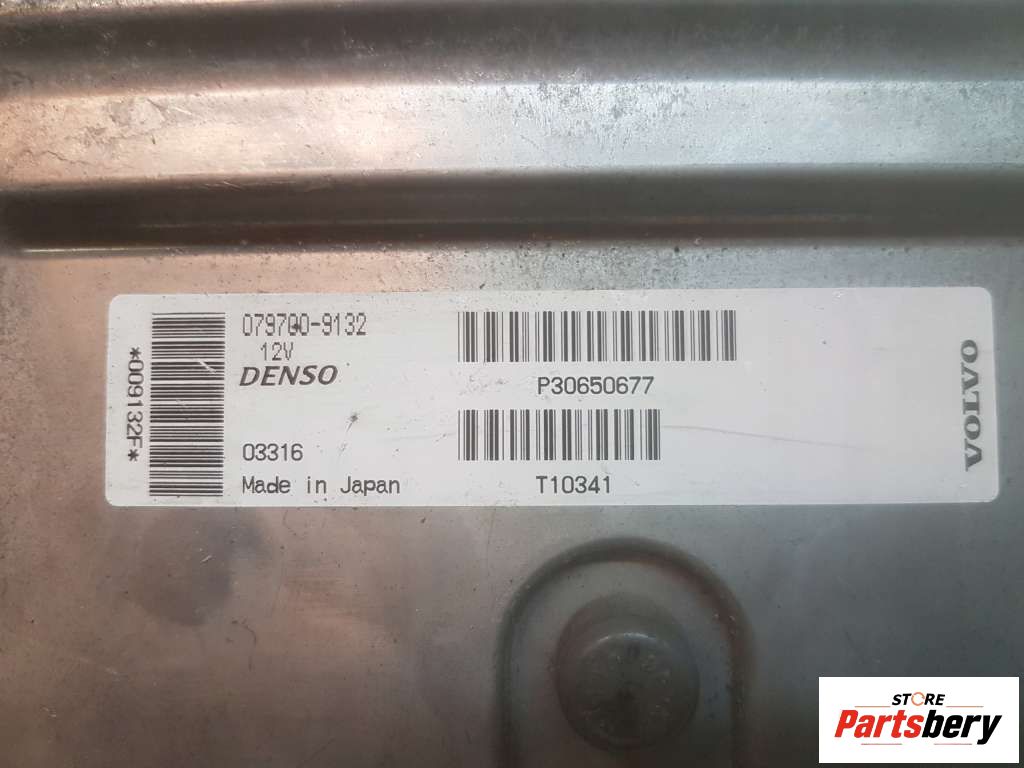 *009132F*
079700-9132
12V
DENSO
03316
Made in Japan
P30650677
T10341
VOLVO
STORE
Partsbery